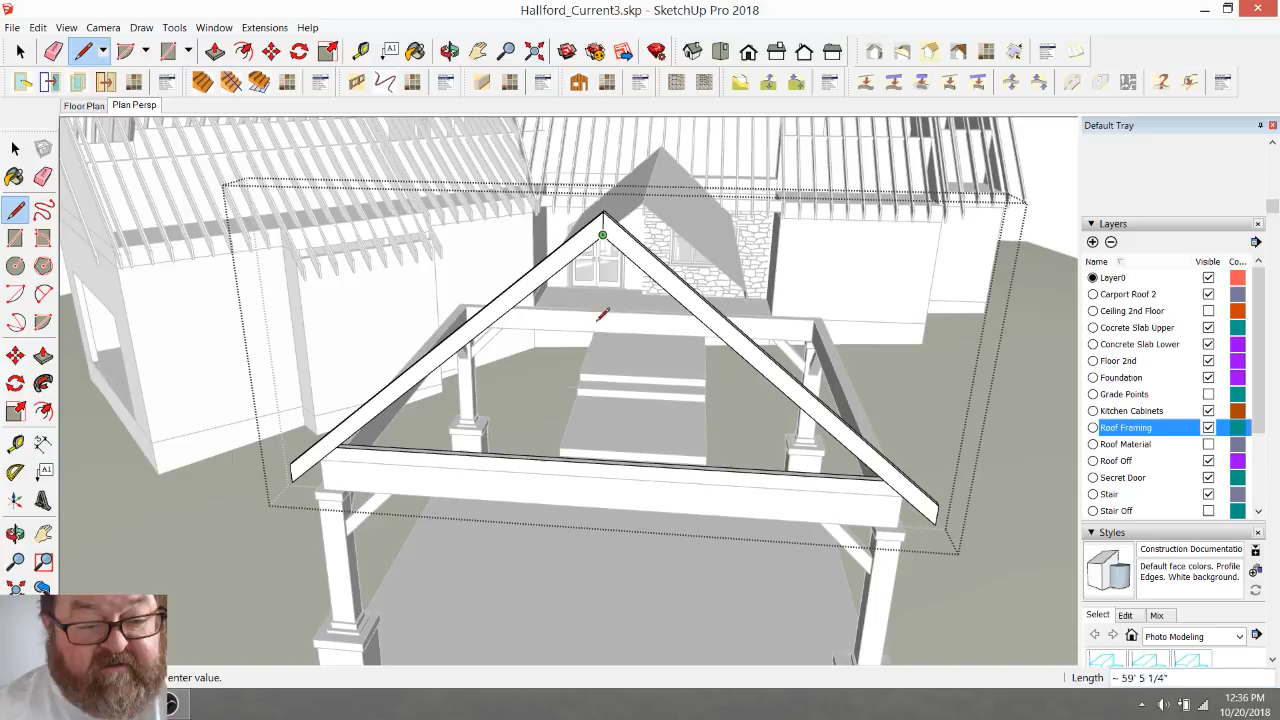 Hallford_Current3.skp - SketchUp Pro 2018
File Edit View Camera Draw Tools Window Extensions Help
Floor Plan Plan Persp
Default Tray
Layers
Name Visible Co...
Layer0
Carport Roof 2
Ceiling 2nd Floor
Cocrete Slab Upper
Concrete Slab Lower
Floor 2nd
Foundation
Grade Points
Kitchen Cabinets
Roof Framing
Roof Material
Roof Off
Secret Door
Stair
Stair Off
Styles
Construction Documentatio
Default face colors. Profile
Edges. White background.
Select Edit Mix
Photo Modeling
enter value.
Length ~ 59' 5 1/4"
12:36 PM
10/20/2018